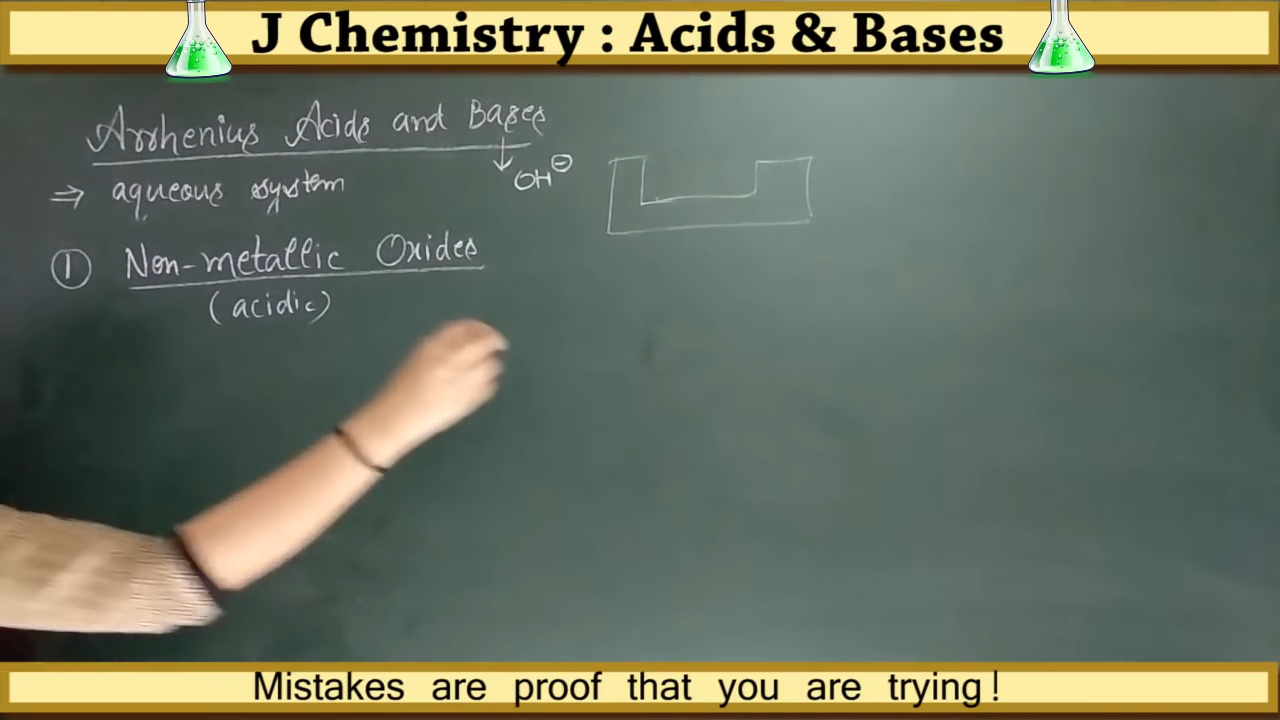 J Chemistry : Acids & Bases
Arrhenius Acids and Bases
⇒ aqueous system
↓ OH⊖
① Non-metallic Oxides
(acidic)
Mistakes are proof that you are trying !